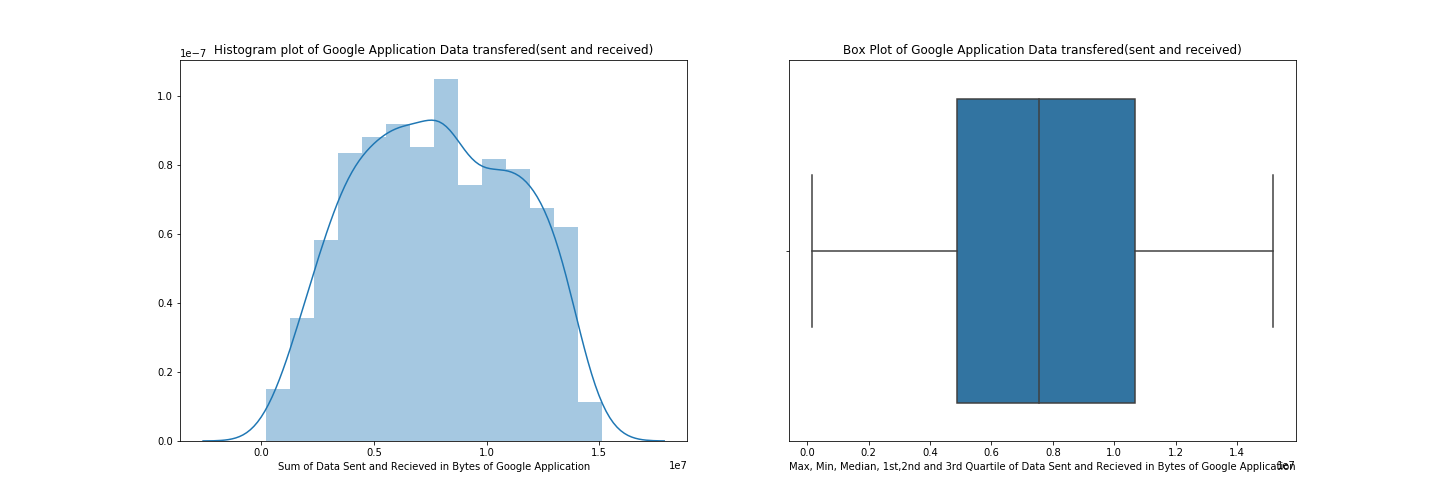 Histogram plot of Google Application Data transfered(sent and received)
1e−7
1.0
0.8
0.6
0.4
0.2
0.0
0.0 0.5 1.0 1.5
1e7
Sum of Data Sent and Recieved in Bytes of Google Application
Box Plot of Google Application Data transfered(sent and received)
0.0 0.2 0.4 0.6 0.8 1.0 1.2 1.4
1e7
Max, Min, Median, 1st,2nd and 3rd Quartile of Data Sent and Recieved in Bytes of Google Application